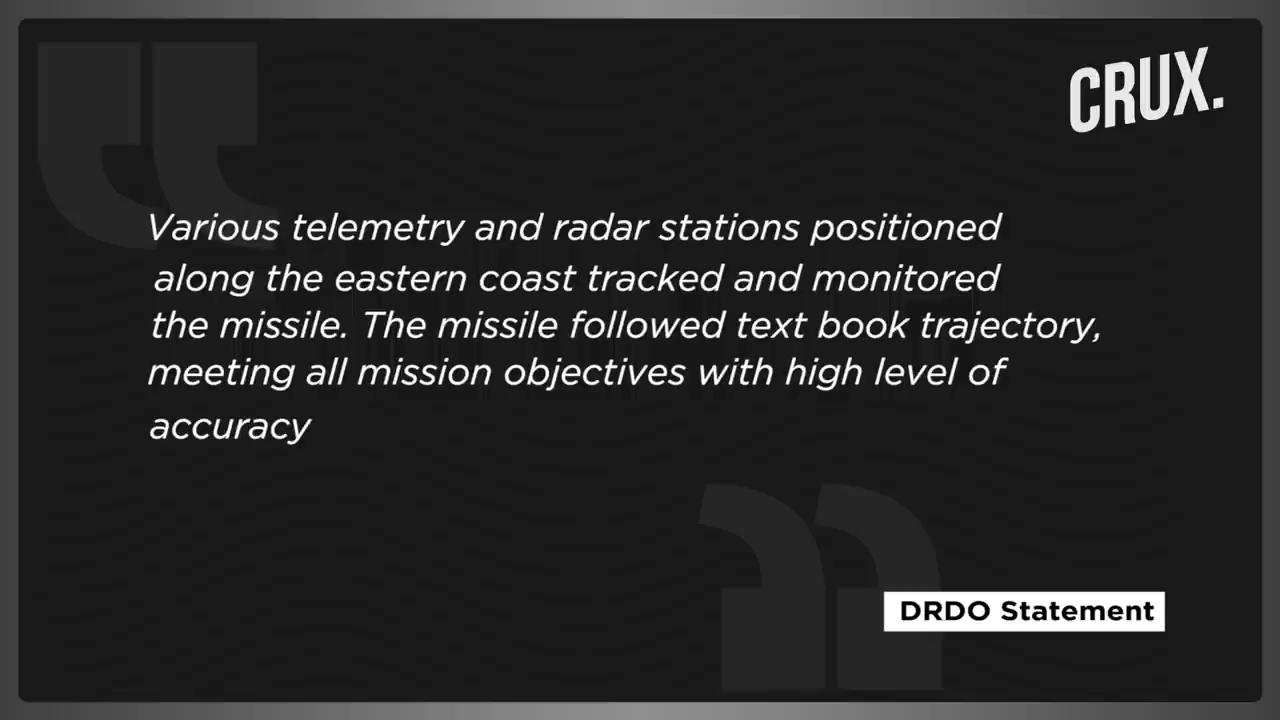 CRUX.
Various telemetry and radar stations positioned
along the eastern coast tracked and monitored
the missile. The missile followed text book trajectory,
meeting all mission objectives with high level of
accuracy
DRDO Statement